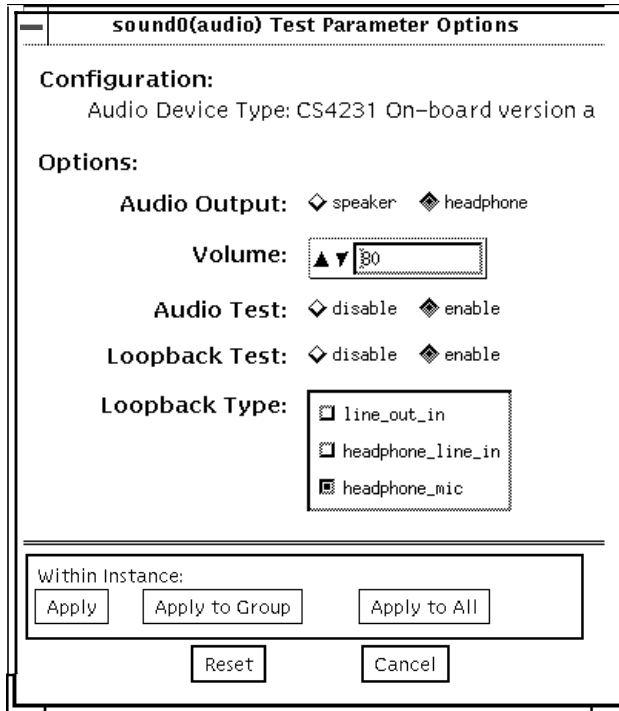 sound0(audio) Test Parameter Options
Configuration:
Audio Device Type: CS4231 On-board version a
Options:
Audio Output: speaker headphone
Volume:
Audio Test: disable enable
Loopback Test: disable enable
Loopback Type: line_out_in
headphone_line_in
headphone_mic
Within Instance:
Apply Apply to Group Apply to All
Reset Cancel